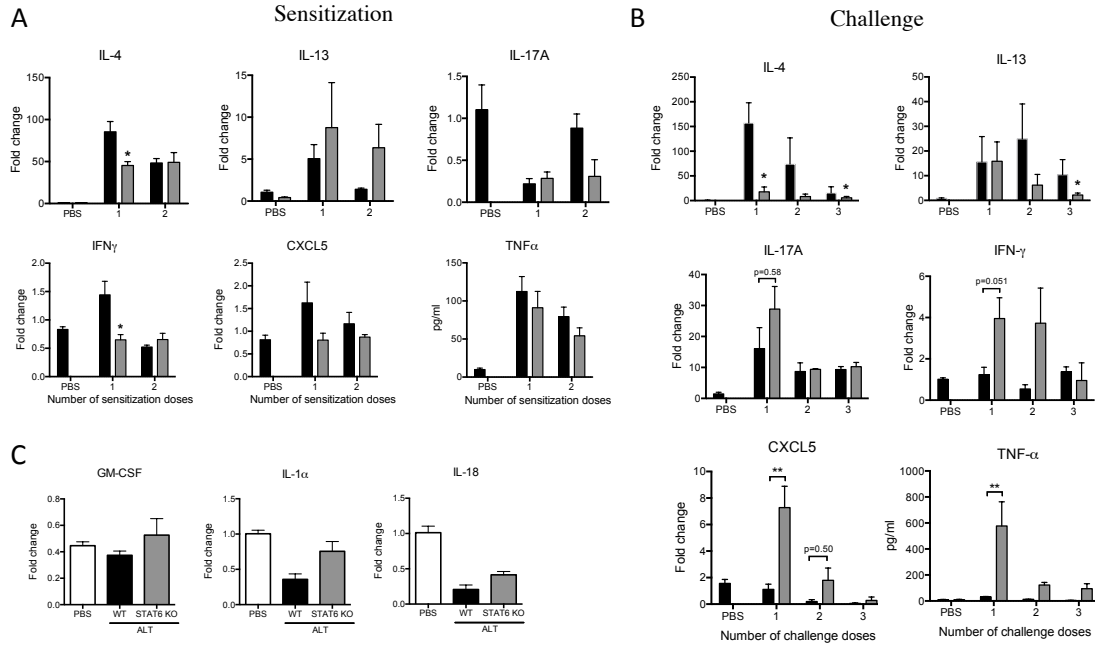 A
Sensitization
IL-4
Fold change
150
100
50
0
PBS
1
2
*
IL-13
Fold change
15
10
5
0
PBS
1
2
IL-17A
Fold change
1.5
1.0
0.5
0.0
PBS
1
2
IFNγ
Fold change
2.0
1.5
1.0
0.5
0.0
PBS
1
2
*
Number of sensitization doses
CXCL5
Fold change
2.5
2.0
1.5
1.0
0.5
0.0
PBS
1
2
Number of sensitization doses
TNFα
pg/ml
150
100
50
0
PBS
1
2
Number of sensitization doses
B
Challenge
IL-4
Fold change
250
200
150
100
50
0
PBS
1
2
3
*
*
IL-13
Fold change
50
40
30
20
10
0
PBS
1
2
3
*
IL-17A
Fold change
40
30
20
10
0
PBS
1
2
3
p=0.58
IFN-γ
Fold change
6
4
2
0
PBS
1
2
3
p=0.051
CXCL5
Fold change
10
8
6
4
2
0
PBS
1
2
3
**
p=0.50
Number of challenge doses
TNF-α
pg/ml
1000
800
600
400
200
0
PBS
1
2
3
**
Number of challenge doses
C
GM-CSF
Fold change
0.8
0.6
0.4
0.2
0.0
PBS
WT
STAT6 KO
ALT
IL-1α
Fold change
1.5
1.0
0.5
0.0
PBS
WT
STAT6 KO
ALT
IL-18
Fold change
1.5
1.0
0.5
0.0
PBS
WT
STAT6 KO
ALT